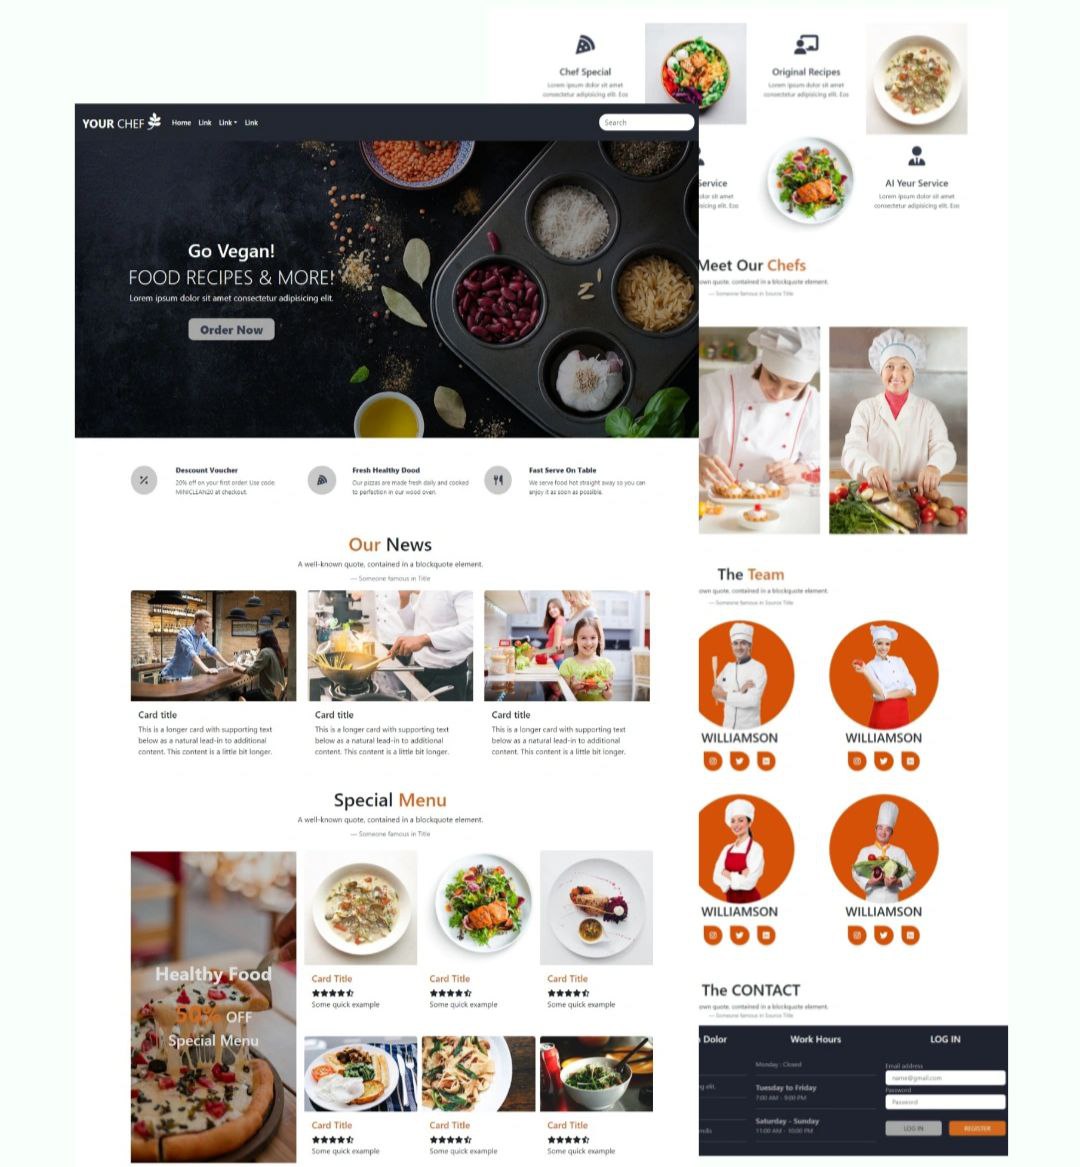 Chef Special
Lorem ipsum dolor sit amet
consectetur adipisicing elit. Eos
Original Recipes
Lorem ipsum dolor sit amet
consectetur adipisicing elit. Eos
YOUR CHEF
Home Link Link Link
Search
Go Vegan!
FOOD RECIPES & MORE!
Lorem ipsum dolor sit amet consectetur adipisicing elit.
Order Now
Service
dolor sit amet
elit. Eos
Al Yeur Service
Lorem ipsum dolor sit amet
consectetur adipisicing elit. Eos
Meet Our Chefs
own quote, contained in a blockquote element.
— Someone famous in Source Title
Descount Voucher
20% off on your first order! Use code:
MINICLEAN20 at checkout.
Fresh Healthy Dood
Our pizzas are made fresh daily and cooked
to perfection in our wood oven.
Fast Serve On Table
We serve food hot straight away so you can
enjoy it as soon as possible.
Our News
A well-known quote, contained in a blockquote element.
— Someone famous in Title
Card title
This is a longer card with supporting text
below as a natural lead-in to additional
content. This content is a little bit longer.
Card title
This is a longer card with supporting text
below as a natural lead-in to additional
content. This content is a little bit longer.
Card title
This is a longer card with supporting text
below as a natural lead-in to additional
content. This content is a little bit longer.
The Team
own quote, contained in a blockquote element.
— Someone famous in Source Title
WILLIAMSON
WILLIAMSON
WILLIAMSON
WILLIAMSON
Special Menu
A well-known quote, contained in a blockquote element.
— Someone famous in Title
Healthy Food
50% OFF
Special Menu
Card Title
Some quick example
Card Title
Some quick example
Card Title
Some quick example
Card Title
Some quick example
Card Title
Some quick example
Card Title
Some quick example
The CONTACT
own quote, contained in a blockquote element.
— Someone famous in Source Title
Dolor
elit.
Work Hours
Monday : Closed
Tuesday to Friday
7:00 AM - 9:00 PM
Saturday - Sunday
11:00 AM - 10:00 PM
LOG IN
Email address
name@gmail.com
Password
Password
LOG IN
REGISTER